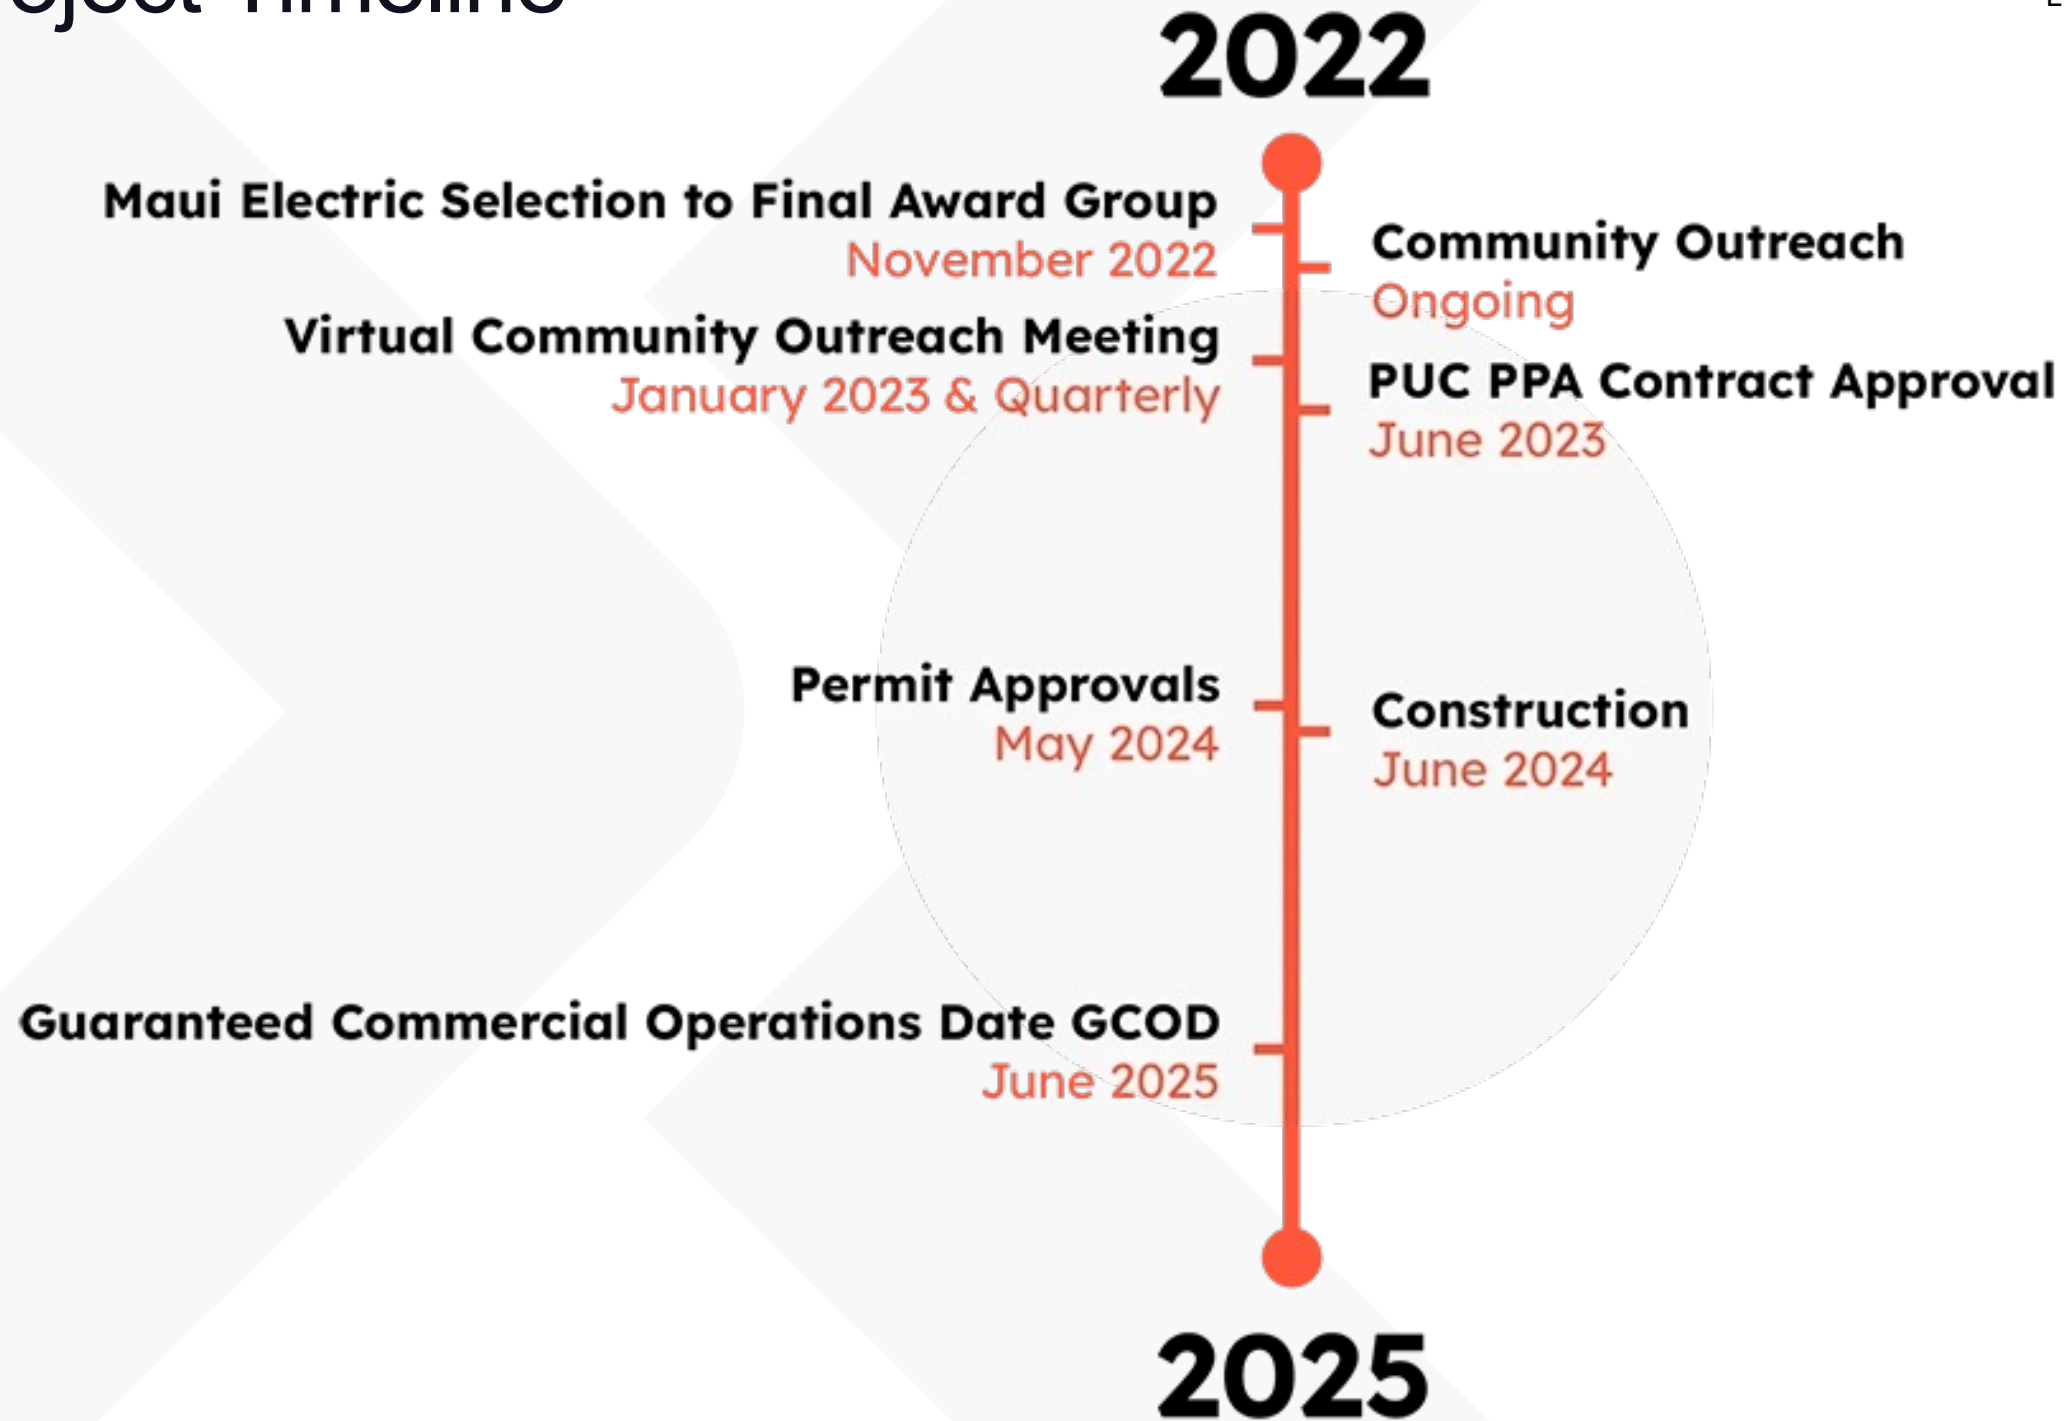 oject Timeline
2022
Maui Electric Selection to Final Award Group
November 2022
Community Outreach
Ongoing
Virtual Community Outreach Meeting
January 2023 & Quarterly
PUC PPA Contract Approval
June 2023
Permit Approvals
May 2024
Construction
June 2024
Guaranteed Commercial Operations Date GCOD
June 2025
2025